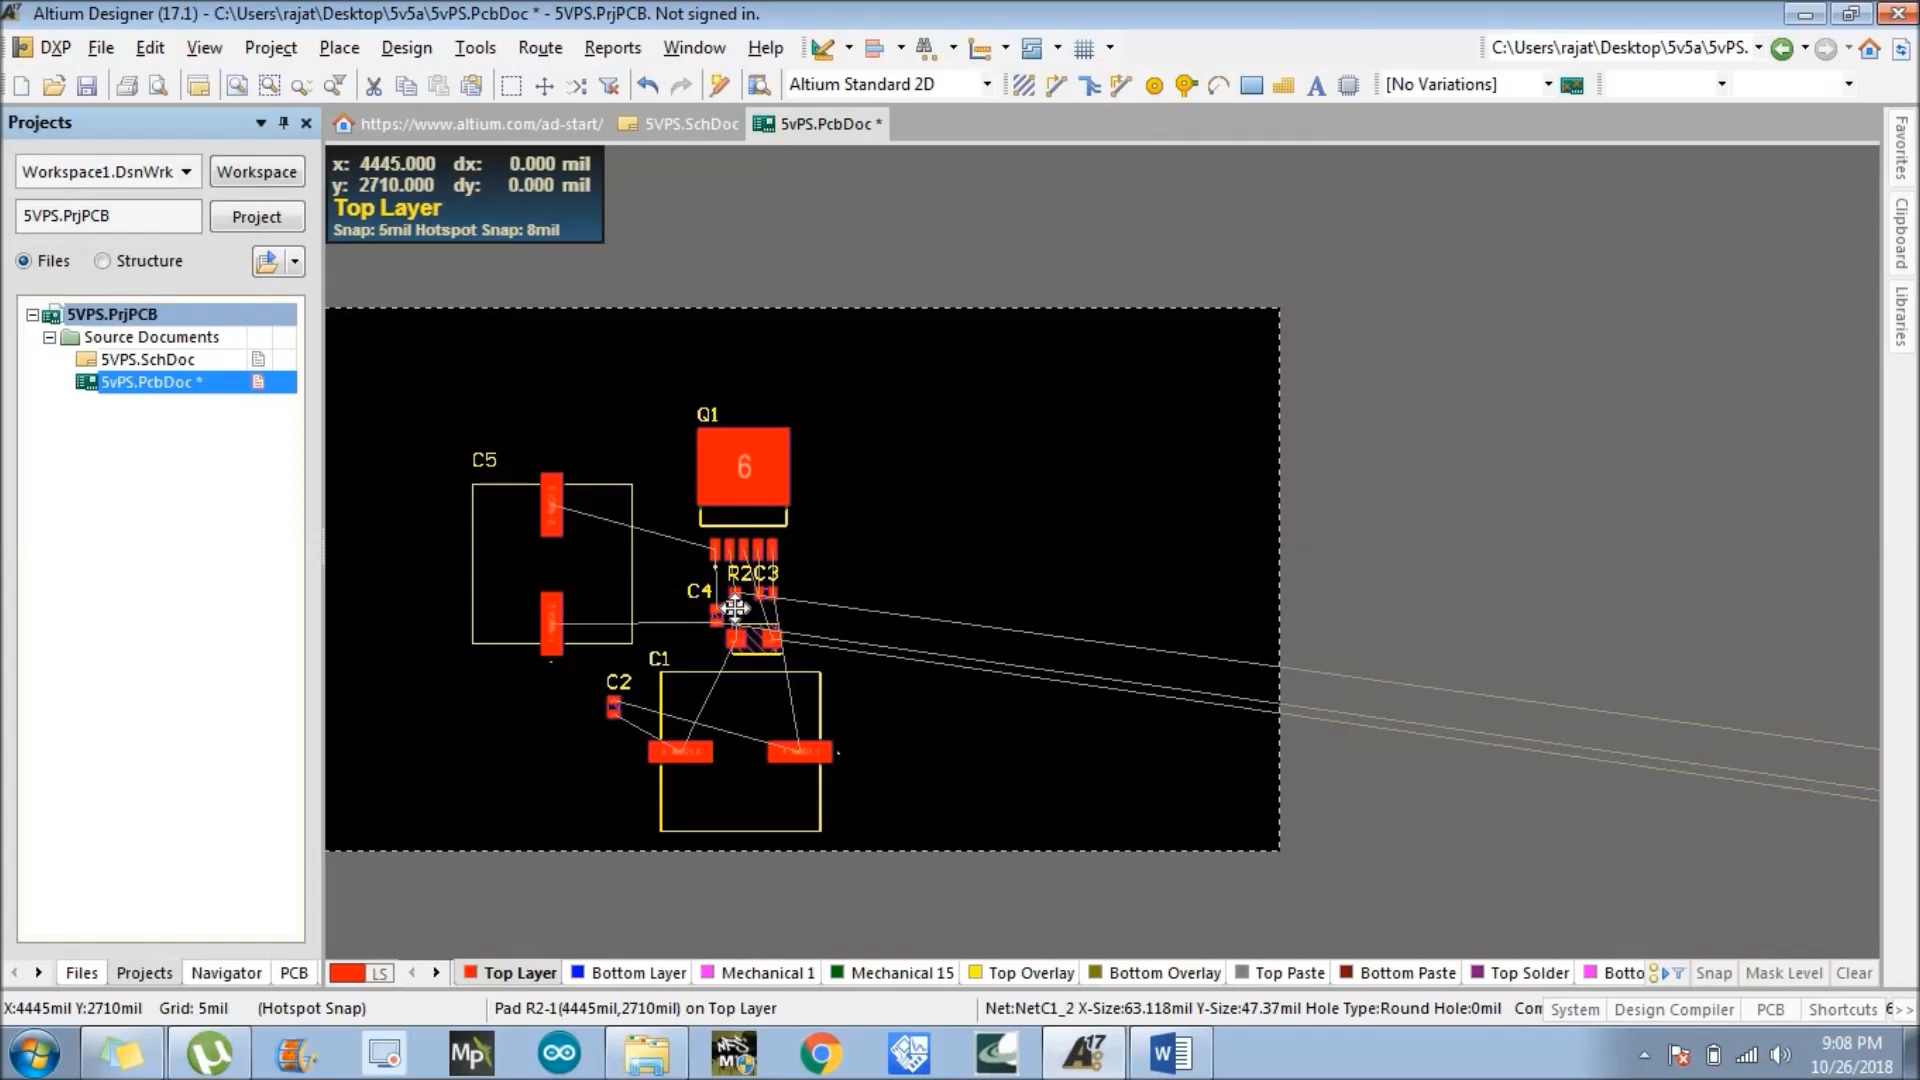 Altium Designer (17.1) - C:\Users\rajat\Desktop\5v5a\5vPS.PcbDoc * - 5VPS.PrjPCB. Not signed in.
DXP File Edit View Project Place Design Tools Route Reports Window Help C:\Users\rajat\Desktop\5v5a\5vPS.
Altium Standard 2D [No Variations]
Projects
https://www.altium.com/ad-start/ 5VPS.SchDoc 5vPS.PcbDoc *
Workspace1.DsnWrk Workspace
5VPS.PrjPCB Project
Files Structure
5VPS.PrjPCB
Source Documents
5VPS.SchDoc
5vPS.PcbDoc *
x: 4445.000 dx: 0.000 mil
y: 2710.000 dy: 0.000 mil
Top Layer
Snap: 5mil Hotspot Snap: 8mil
Favorites
Clipboard
Libraries
Q1
6
C5
R2 C3
C4
C1
C2
Files Projects Navigator PCB
LS Top Layer Bottom Layer Mechanical 1 Mechanical 15 Top Overlay Bottom Overlay Top Paste Bottom Paste Top Solder Botto Snap Mask Level Clear
X:4445mil Y:2710mil Grid: 5mil (Hotspot Snap) Pad R2-1(4445mil,2710mil) on Top Layer Net:NetC1_2 X-Size:63.118mil Y-Size:47.37mil Hole Type:Round Hole:0mil Con System Design Compiler PCB Shortcuts >>
Mp
NFS
M
17
W
9:08 PM
10/26/2018